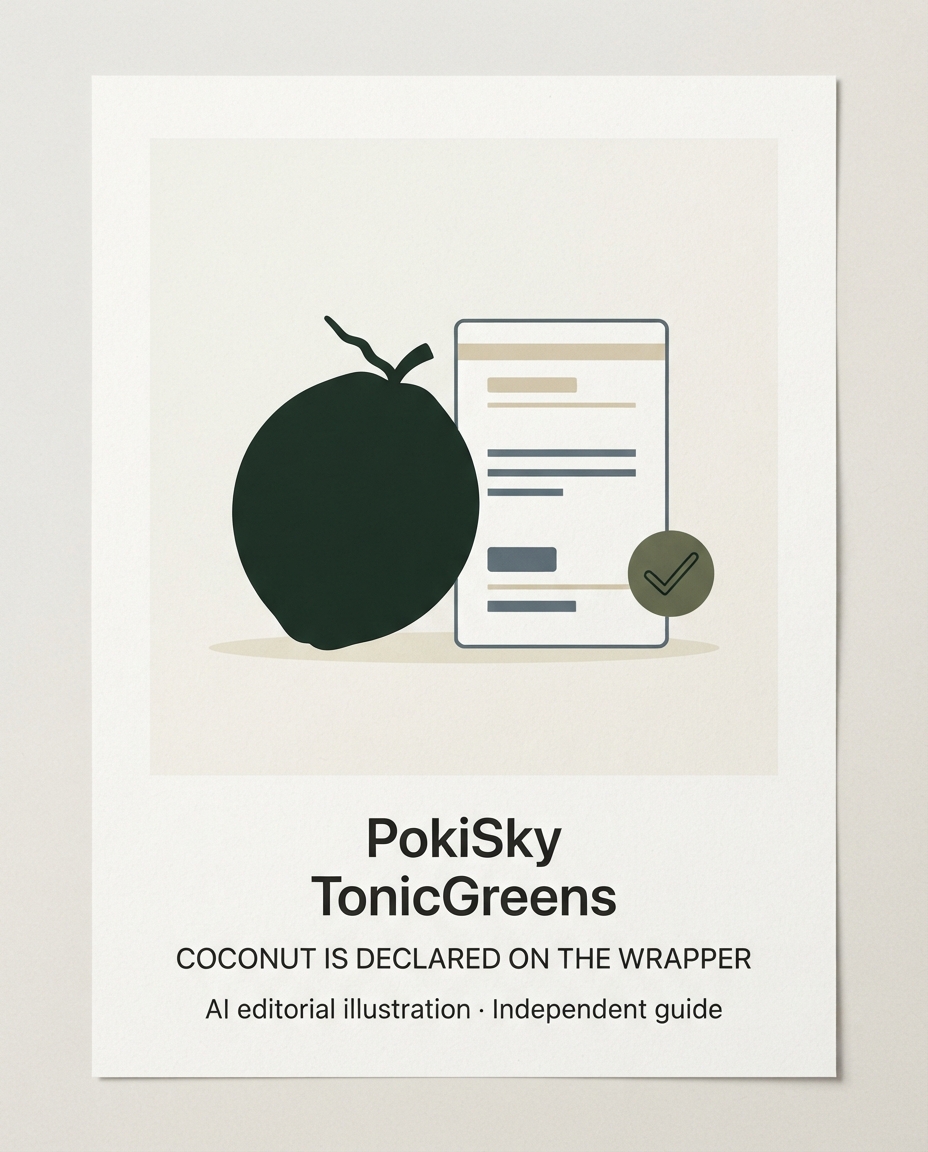 PokiSky
TonicGreens
COCONUT IS DECLARED ON THE WRAPPER
AI editorial illustration · Independent guide